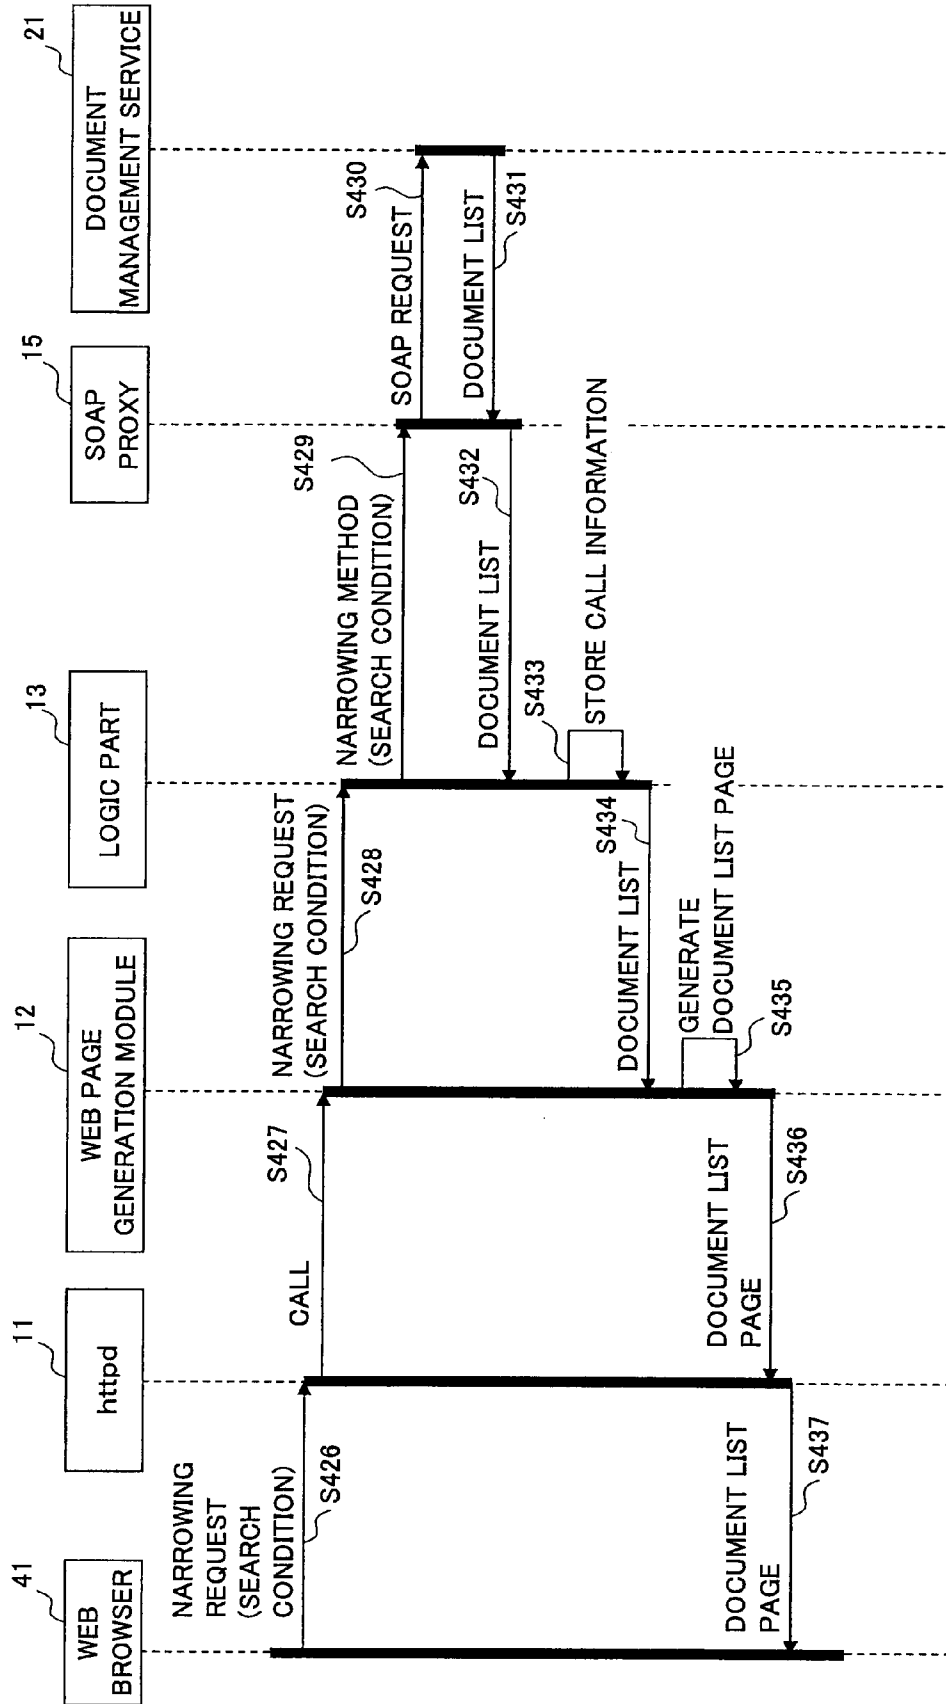 41
WEB
BROWSER
11
httpd
12
WEB PAGE
GENERATION MODULE
13
LOGIC PART
15
SOAP
PROXY
21
DOCUMENT
MANAGEMENT SERVICE
NARROWING
REQUEST
(SEARCH
CONDITION)
S426
CALL
S427
NARROWING REQUEST
(SEARCH CONDITION)
S428
NARROWING METHOD
(SEARCH CONDITION)
S429
SOAP REQUEST
S430
DOCUMENT LIST
S431
DOCUMENT LIST
S432
S433
STORE CALL INFORMATION
DOCUMENT LIST
S434
GENERATE
DOCUMENT LIST PAGE
S435
DOCUMENT LIST
PAGE
S436
DOCUMENT LIST
PAGE
S437